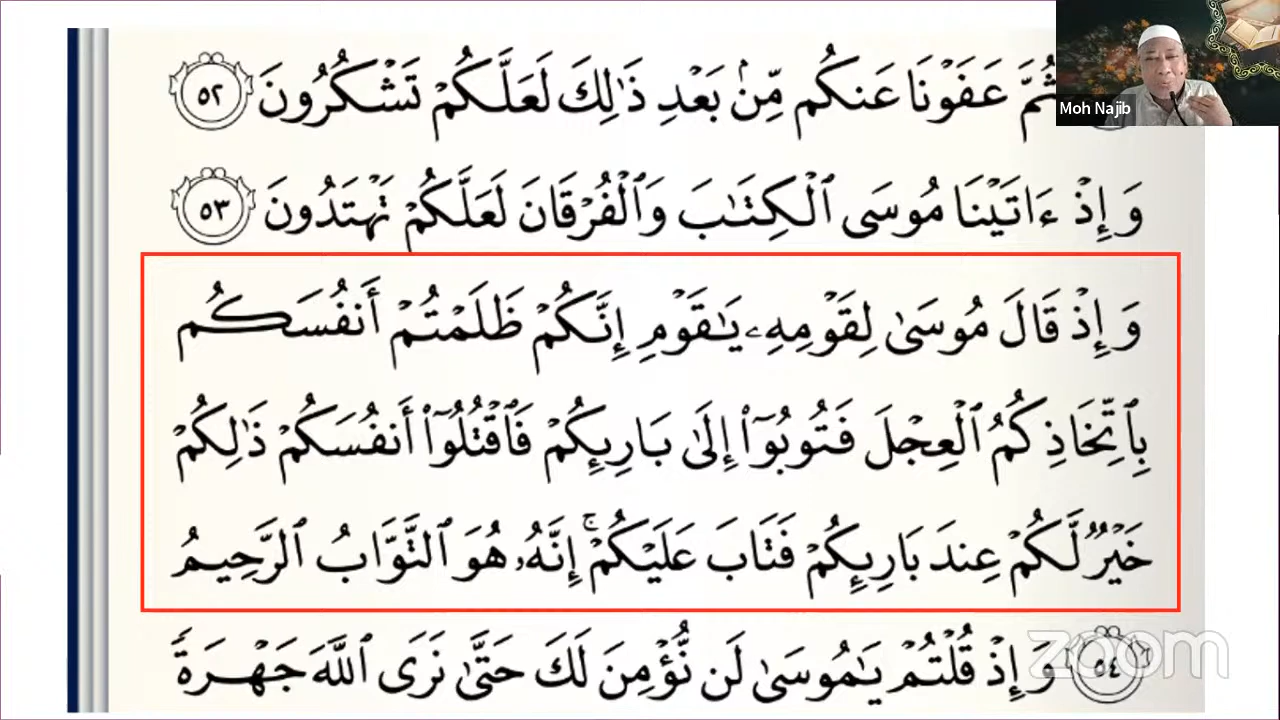 ثُمَّ عَفَوْنَا عَنكُم مِّنۢ بَعْدِ ذَٰلِكَ لَعَلَّكُمْ تَشْكُرُونَ ٥٢
Moh Najib
وَإِذْ ءَاتَيْنَا مُوسَى ٱلْكِتَٰبَ وَٱلْفُرْقَانَ لَعَلَّكُمْ تَهْتَدُونَ ٥٣
وَإِذْ قَالَ مُوسَىٰ لِقَوْمِهِۦ يَٰقَوْمِ إِنَّكُمْ ظَلَمْتُمْ أَنفُسَكُم
بِٱتِّخَاذِكُمُ ٱلْعِجْلَ فَتُوبُوٓا۟ إِلَىٰ بَارِئِكُمْ فَٱقْتُلُوٓا۟ أَنفُسَكُمْ ذَٰلِكُمْ
خَيْرٌ لَّكُمْ عِندَ بَارِئِكُمْ فَتَابَ عَلَيْكُمْ ۚ إِنَّهُۥ هُوَ ٱلتَّوَّابُ ٱلرَّحِيمُ
٥٤ وَإِذْ قُلْتُمْ يَٰمُوسَىٰ لَن نُّؤْمِنَ لَكَ حَتَّىٰ نَرَى ٱللَّهَ جَهْرَةً
zoom